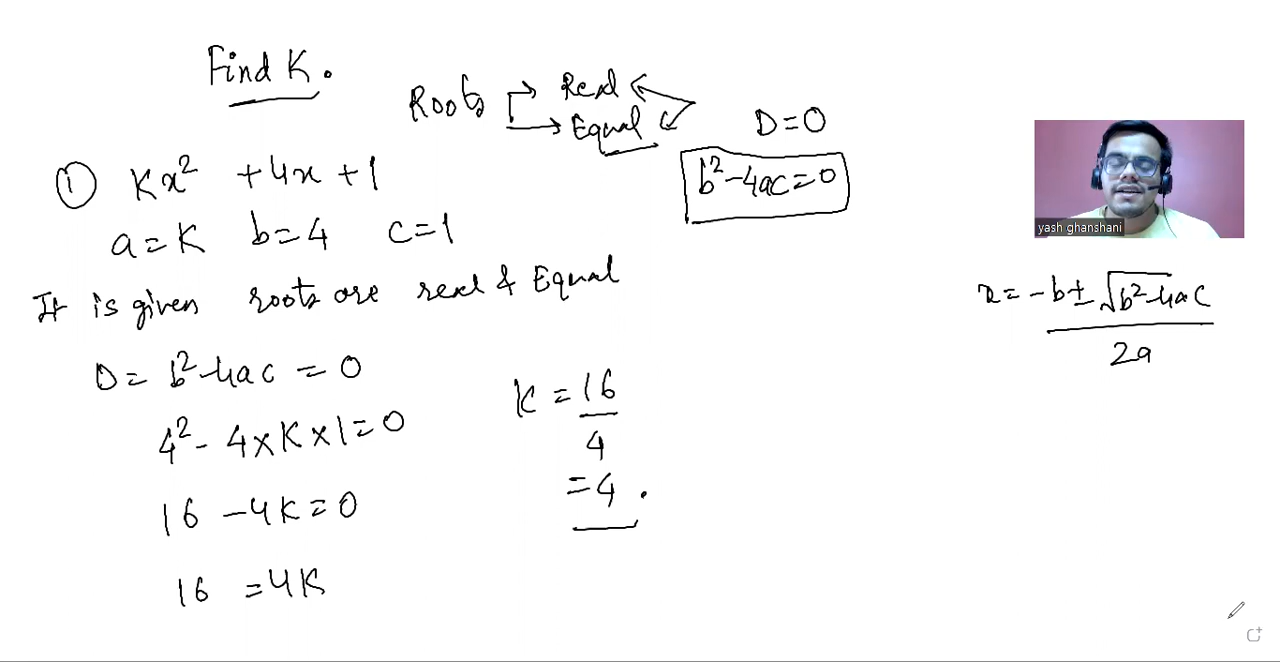 Find K.
Roots → Real
→ Equal
D=0
b²-4ac=0
① Kx² +4x +1
a=K b=4 c=1
It is given roots are real & Equal
D= b²-4ac = 0
4²- 4×K×1=0
16 -4K=0
16 =4K
K = 16
4
=4.
yash ghanshani
x= -b± √b²-4ac
2a